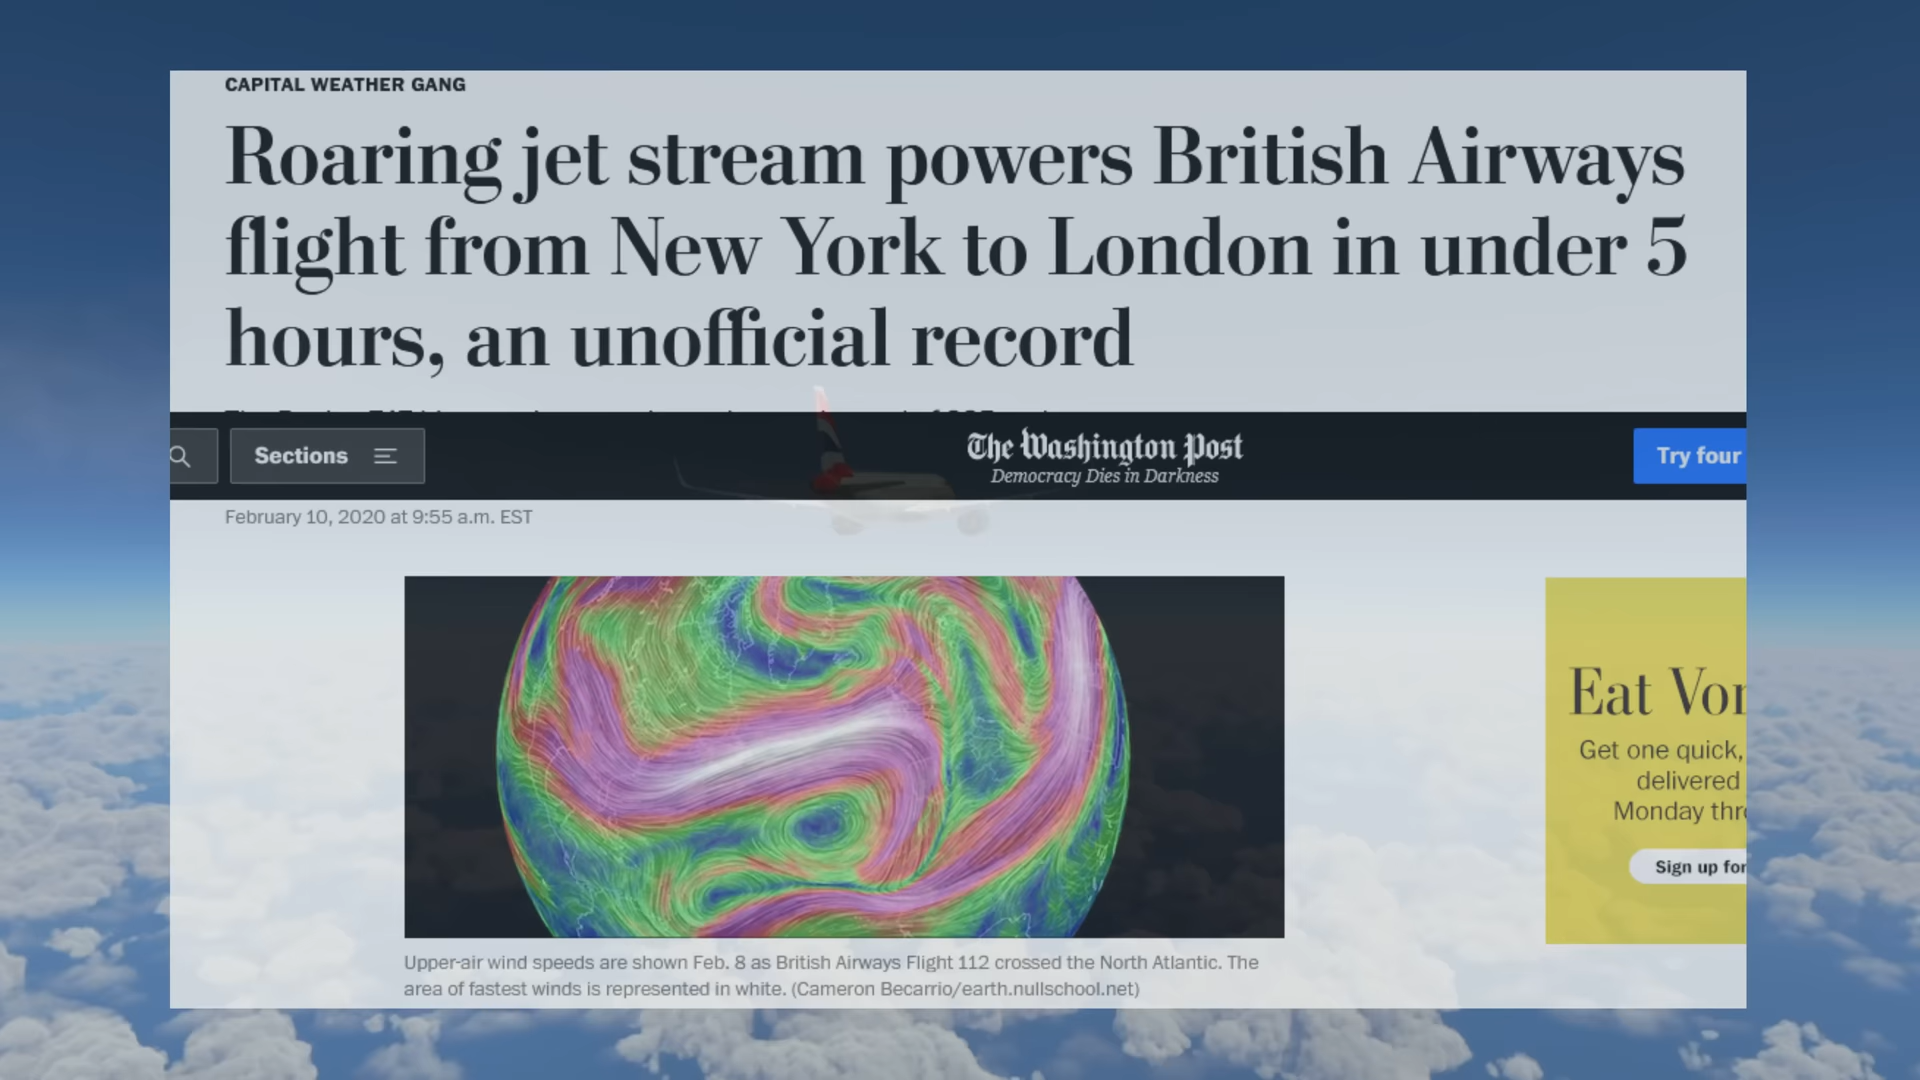 CAPITAL WEATHER GANG
Roaring jet stream powers British Airways
flight from New York to London in under 5
hours, an unofficial record
Sections
The Washington Post
Democracy Dies in Darkness
Try four
February 10, 2020 at 9:55 a.m. EST
Eat Vor
Get one quick,
delivered
Monday thr
Sign up for
Upper-air wind speeds are shown Feb. 8 as British Airways Flight 112 crossed the North Atlantic. The
area of fastest winds is represented in white. (Cameron Becarrio/earth.nullschool.net)